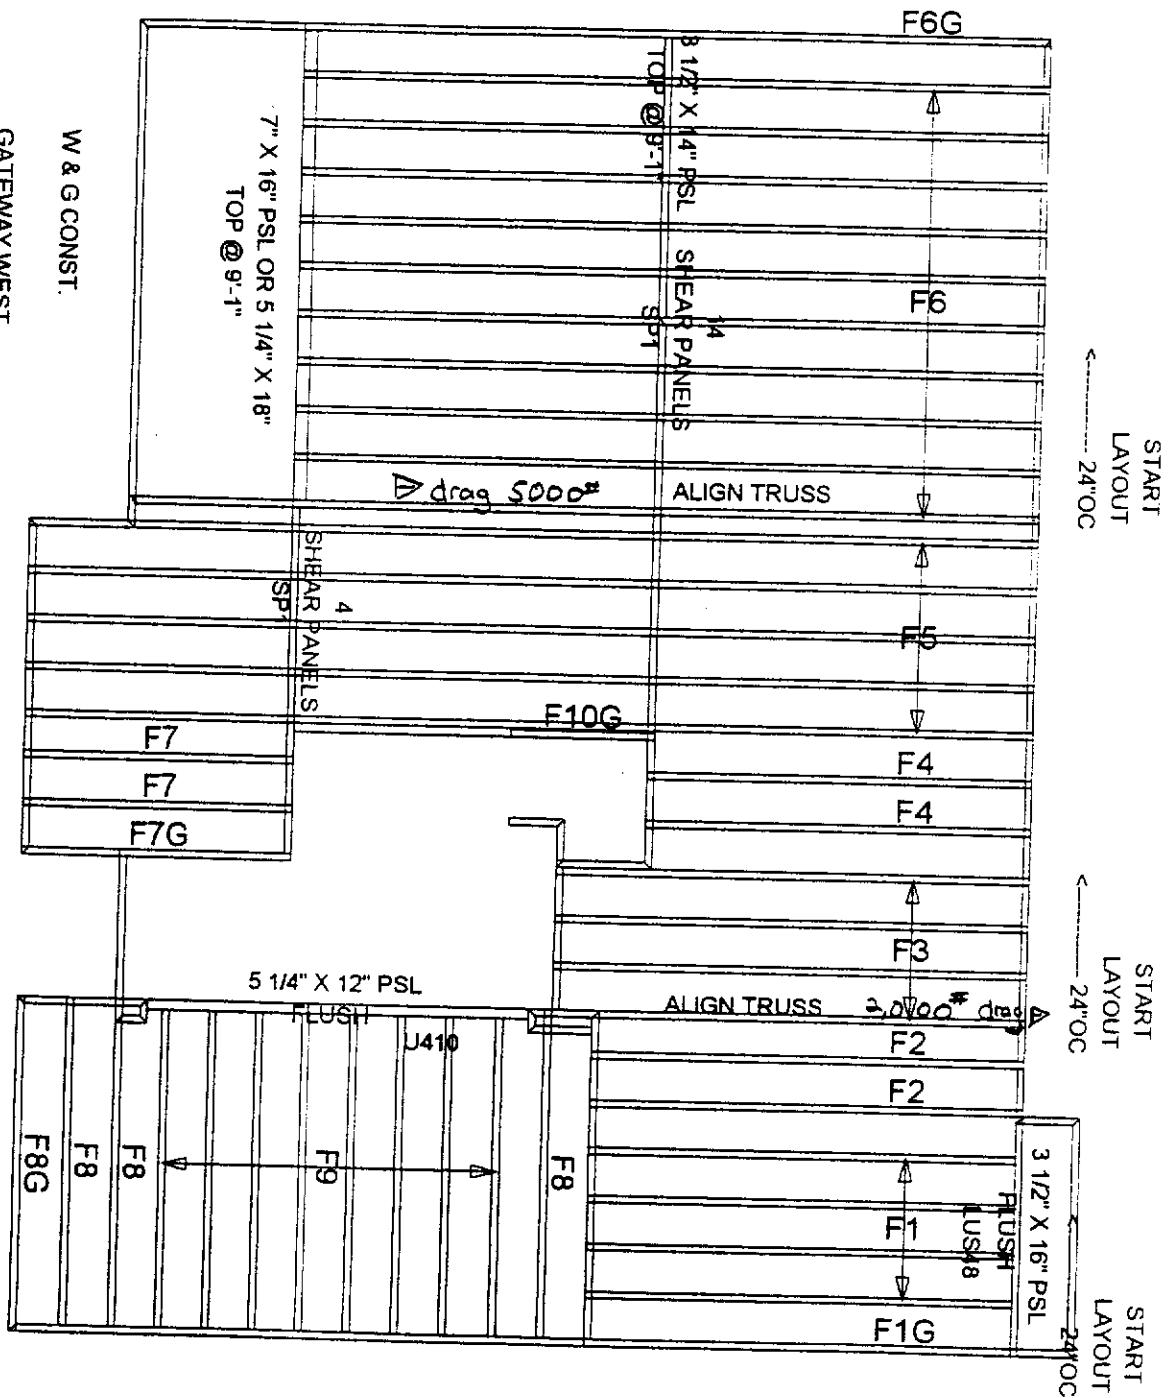 F6G
3 1/2" X 14" PSL
TOP @ 9'-1"
7" X 16" PSL OR 5 1/4" X 18"
TOP @ 9'-1"
W & G CONST.
GATEWAY WEST
14
SHEAR PANELS
SP1
F6
START
LAYOUT
<---------- 24"OC
drag 5000#
ALIGN TRUSS
4
SHEAR PANELS
SP1
F5
F10G
F7
F7
F7G
F4
F4
F3
START
LAYOUT
<---------- 24"OC
5 1/4" X 12" PSL
FLUSH
U410
ALIGN TRUSS
2,000# drag
F2
F2
F8G
F8
F8
F9
F8
F1
3 1/2" X 16" PSL
FLUSH
LUS48
F1G
START
LAYOUT
24"OC